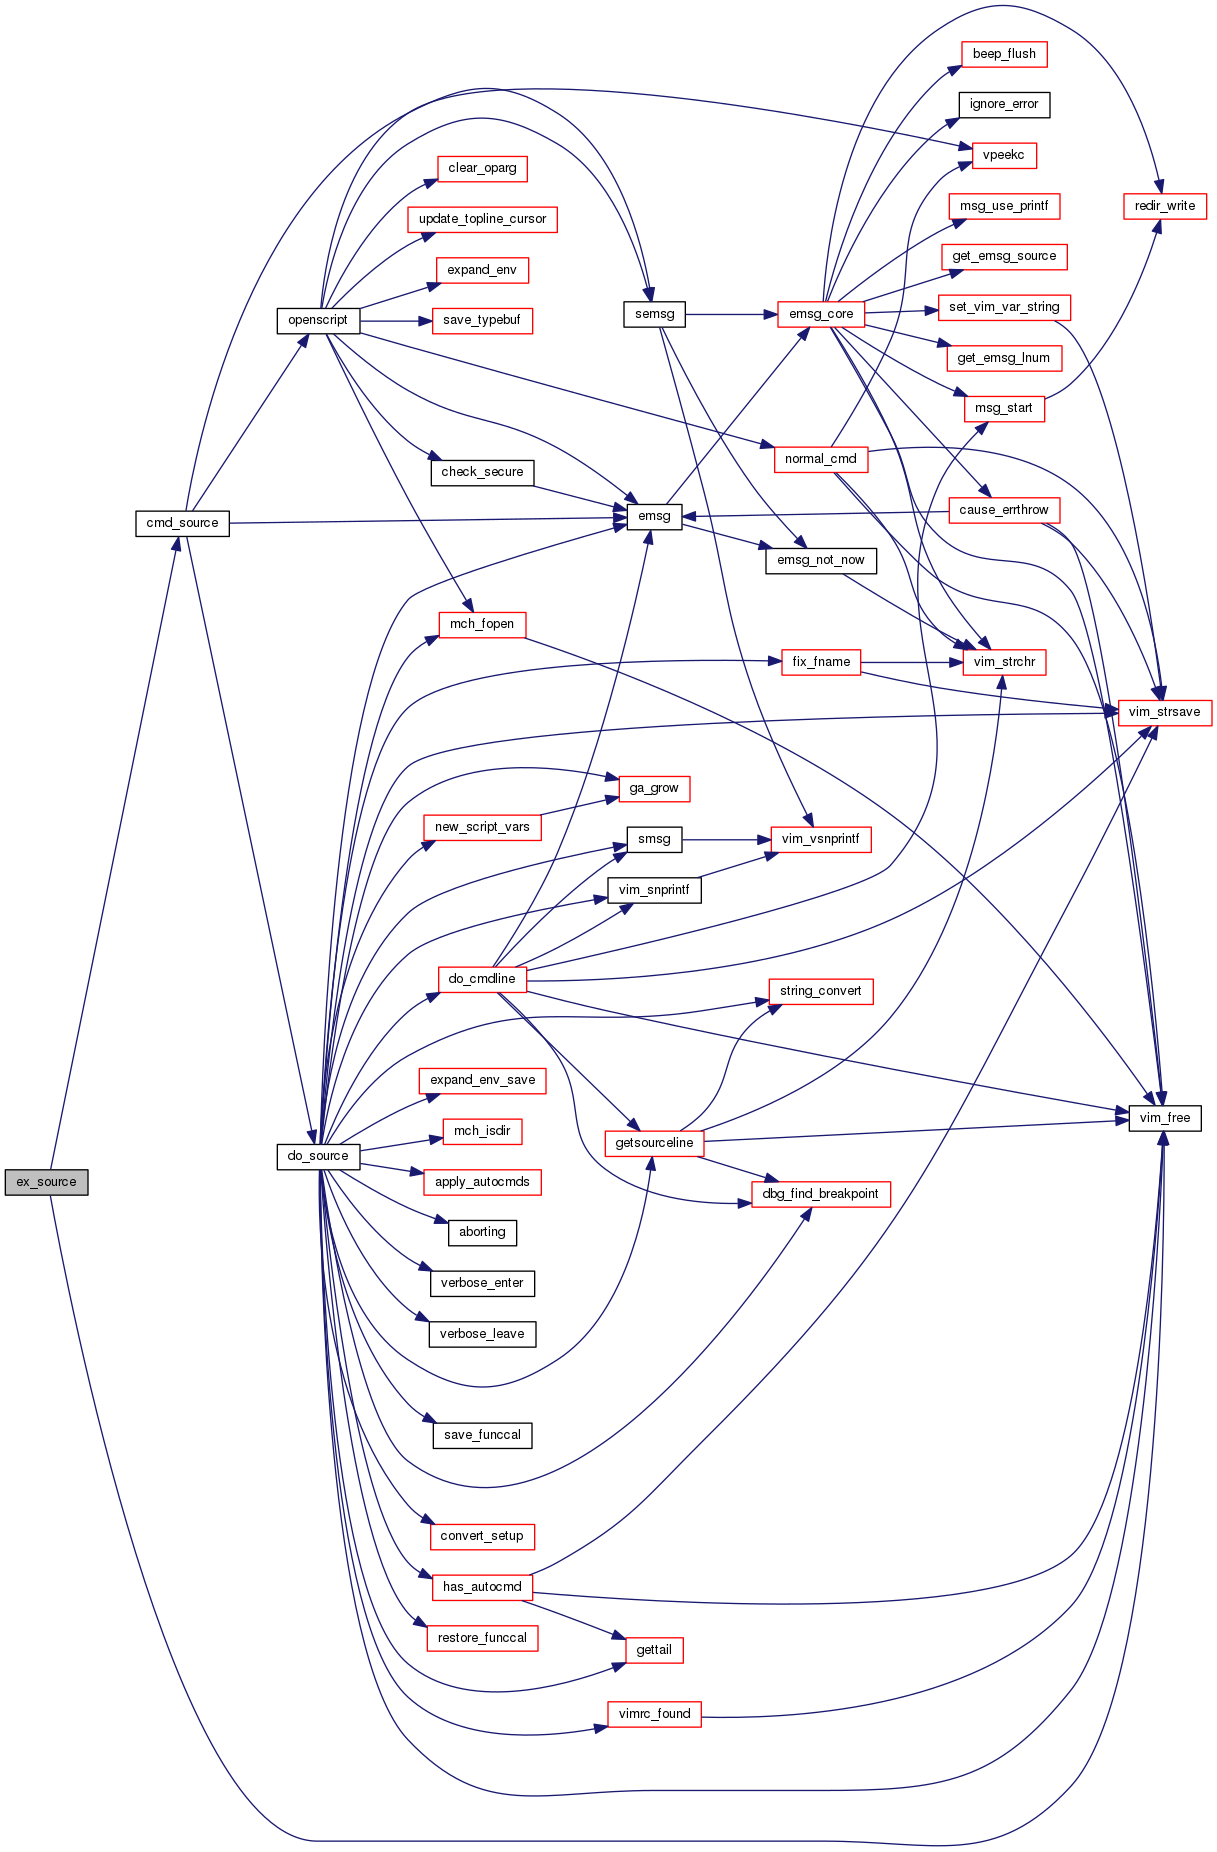 beep_flush
ignore_error
vpeekc
clear_oparg
msg_use_printf
redir_write
update_topline_cursor
get_emsg_source
expand_env
set_vim_var_string
openscript
save_typebuf
semsg
emsg_core
get_emsg_lnum
msg_start
normal_cmd
check_secure
cause_errthrow
cmd_source
emsg
emsg_not_now
mch_fopen
fix_fname
vim_strchr
vim_strsave
ga_grow
new_script_vars
smsg
vim_vsnprintf
vim_snprintf
do_cmdline
string_convert
expand_env_save
vim_free
mch_isdir
getsourceline
do_source
ex_source
apply_autocmds
dbg_find_breakpoint
aborting
verbose_enter
verbose_leave
save_funccal
convert_setup
has_autocmd
restore_funccal
gettail
vimrc_found